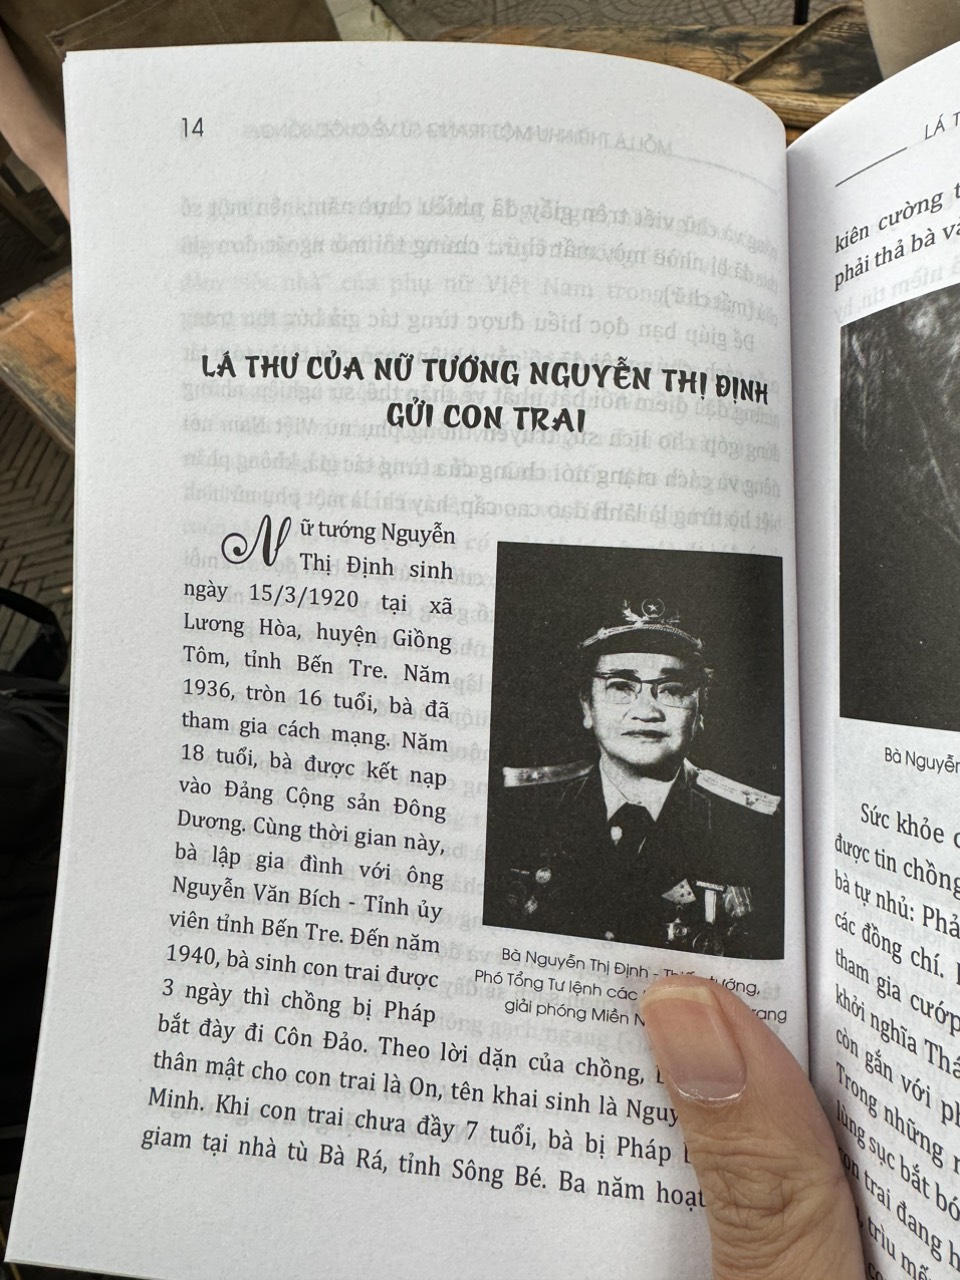 14
LÁ THƯ CỦA NỮ TƯỚNG NGUYỄN THỊ ĐỊNH
GỬI CON TRAI
Nữ tướng Nguyễn
Thị Định sinh
ngày 15/3/1920 tại xã
Lương Hòa, huyện Giồng
Tôm, tỉnh Bến Tre. Năm
1936, tròn 16 tuổi, bà đã
tham gia cách mạng. Năm
18 tuổi, bà được kết nạp
vào Đảng Cộng sản Đông
Dương. Cùng thời gian này,
bà lập gia đình với ông
Nguyễn Văn Bích - Tỉnh ủy
viên tỉnh Bến Tre. Đến năm
1940, bà sinh con trai được
3 ngày thì chồng bị Pháp
bắt đày đi Côn Đảo. Theo lời dặn của chồng,
thân mật cho con trai là On, tên khai sinh là
Minh. Khi con trai chưa đầy 7 tuổi, bà bị Pháp
giam tại nhà tù Bà Rá, tỉnh Sông Bé. Ba năm hoạt
Bà Nguyễn Thị Định - tướng,
Phó Tổng Tư lệnh các
giải phóng Miền
LÁ
kiên cường
phải thả bà
Bà Nguyễn
Sức khỏe
được tin chồng
bà tự nhủ:
các đồng chí.
tham gia cướp
khởi nghĩa
còn gắn với
Trong những
lùng sục bắt
con trai đang
trìu